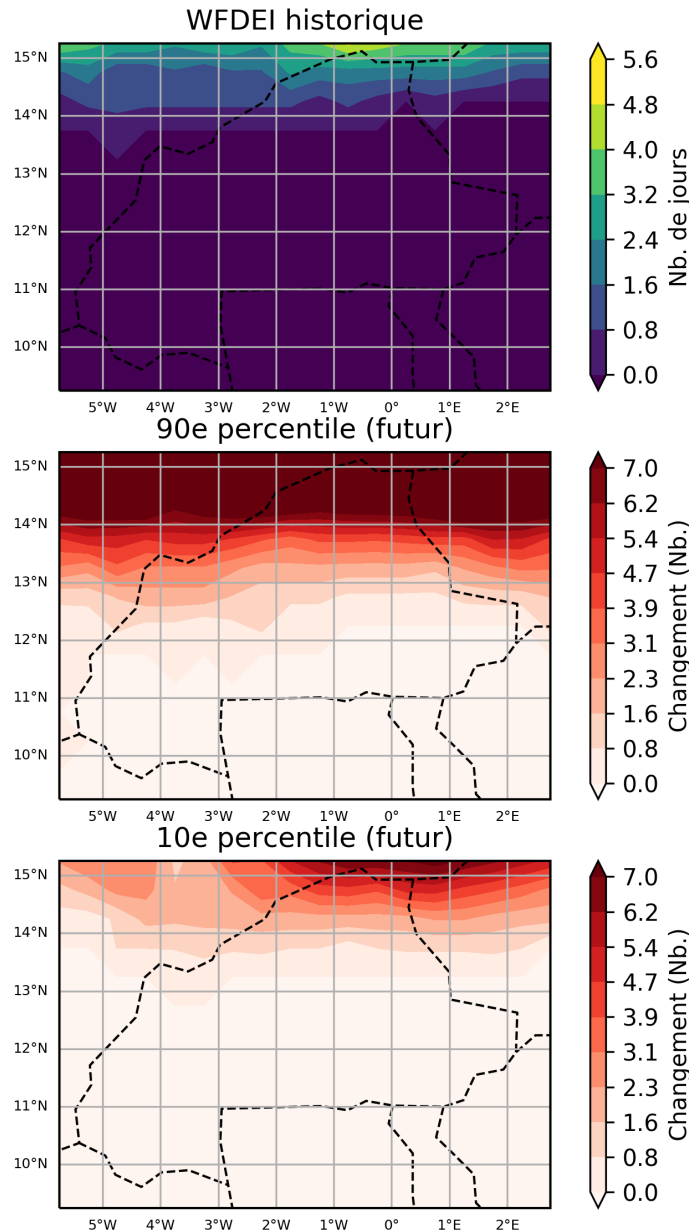 WFDEI historique
15°N
14°N
13°N
12°N
11°N
10°N
5°W 4°W 3°W 2°W 1°W 0° 1°E 2°E
5.6
4.8
4.0
3.2
2.4
1.6
0.8
0.0
Nb. de jours
90e percentile (futur)
15°N
14°N
13°N
12°N
11°N
10°N
5°W 4°W 3°W 2°W 1°W 0° 1°E 2°E
7.0
6.2
5.4
4.7
3.9
3.1
2.3
1.6
0.8
0.0
Changement (Nb.)
10e percentile (futur)
15°N
14°N
13°N
12°N
11°N
10°N
5°W 4°W 3°W 2°W 1°W 0° 1°E 2°E
7.0
6.2
5.4
4.7
3.9
3.1
2.3
1.6
0.8
0.0
Changement (Nb.)